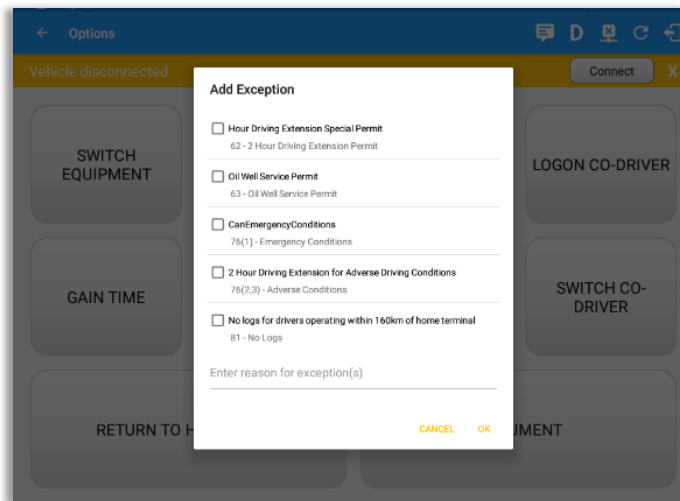 Options
D
Vehicle disconnected
Connect
X
Add Exception
Hour Driving Extension Special Permit
62 - 2 Hour Driving Extension Permit
Oil Well Service Permit
63 - Oil Well Service Permit
CanEmergencyConditions
76(1) - Emergency Conditions
2 Hour Driving Extension for Adverse Driving Conditions
76(2,3) - Adverse Conditions
No logs for drivers operating within 160km of home terminal
81 - No Logs
Enter reason for exception(s)
CANCEL OK
SWITCH
EQUIPMENT
LOGON CO-DRIVER
GAIN TIME
SWITCH CO-
DRIVER
RETURN TO H
UMENT